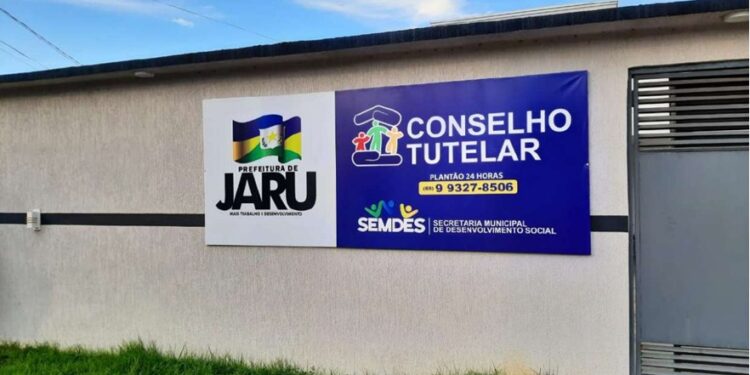 PREFEITURA DE
JARU
MAIS TRABALHO E DESENVOLVIMENTO
CONSELHO
TUTELAR
PLANTÃO 24 HORAS
(69) 9 9327-8506
SEMDES
SECRETARIA MUNICIPAL
DE DESENVOLVIMENTO SOCIAL